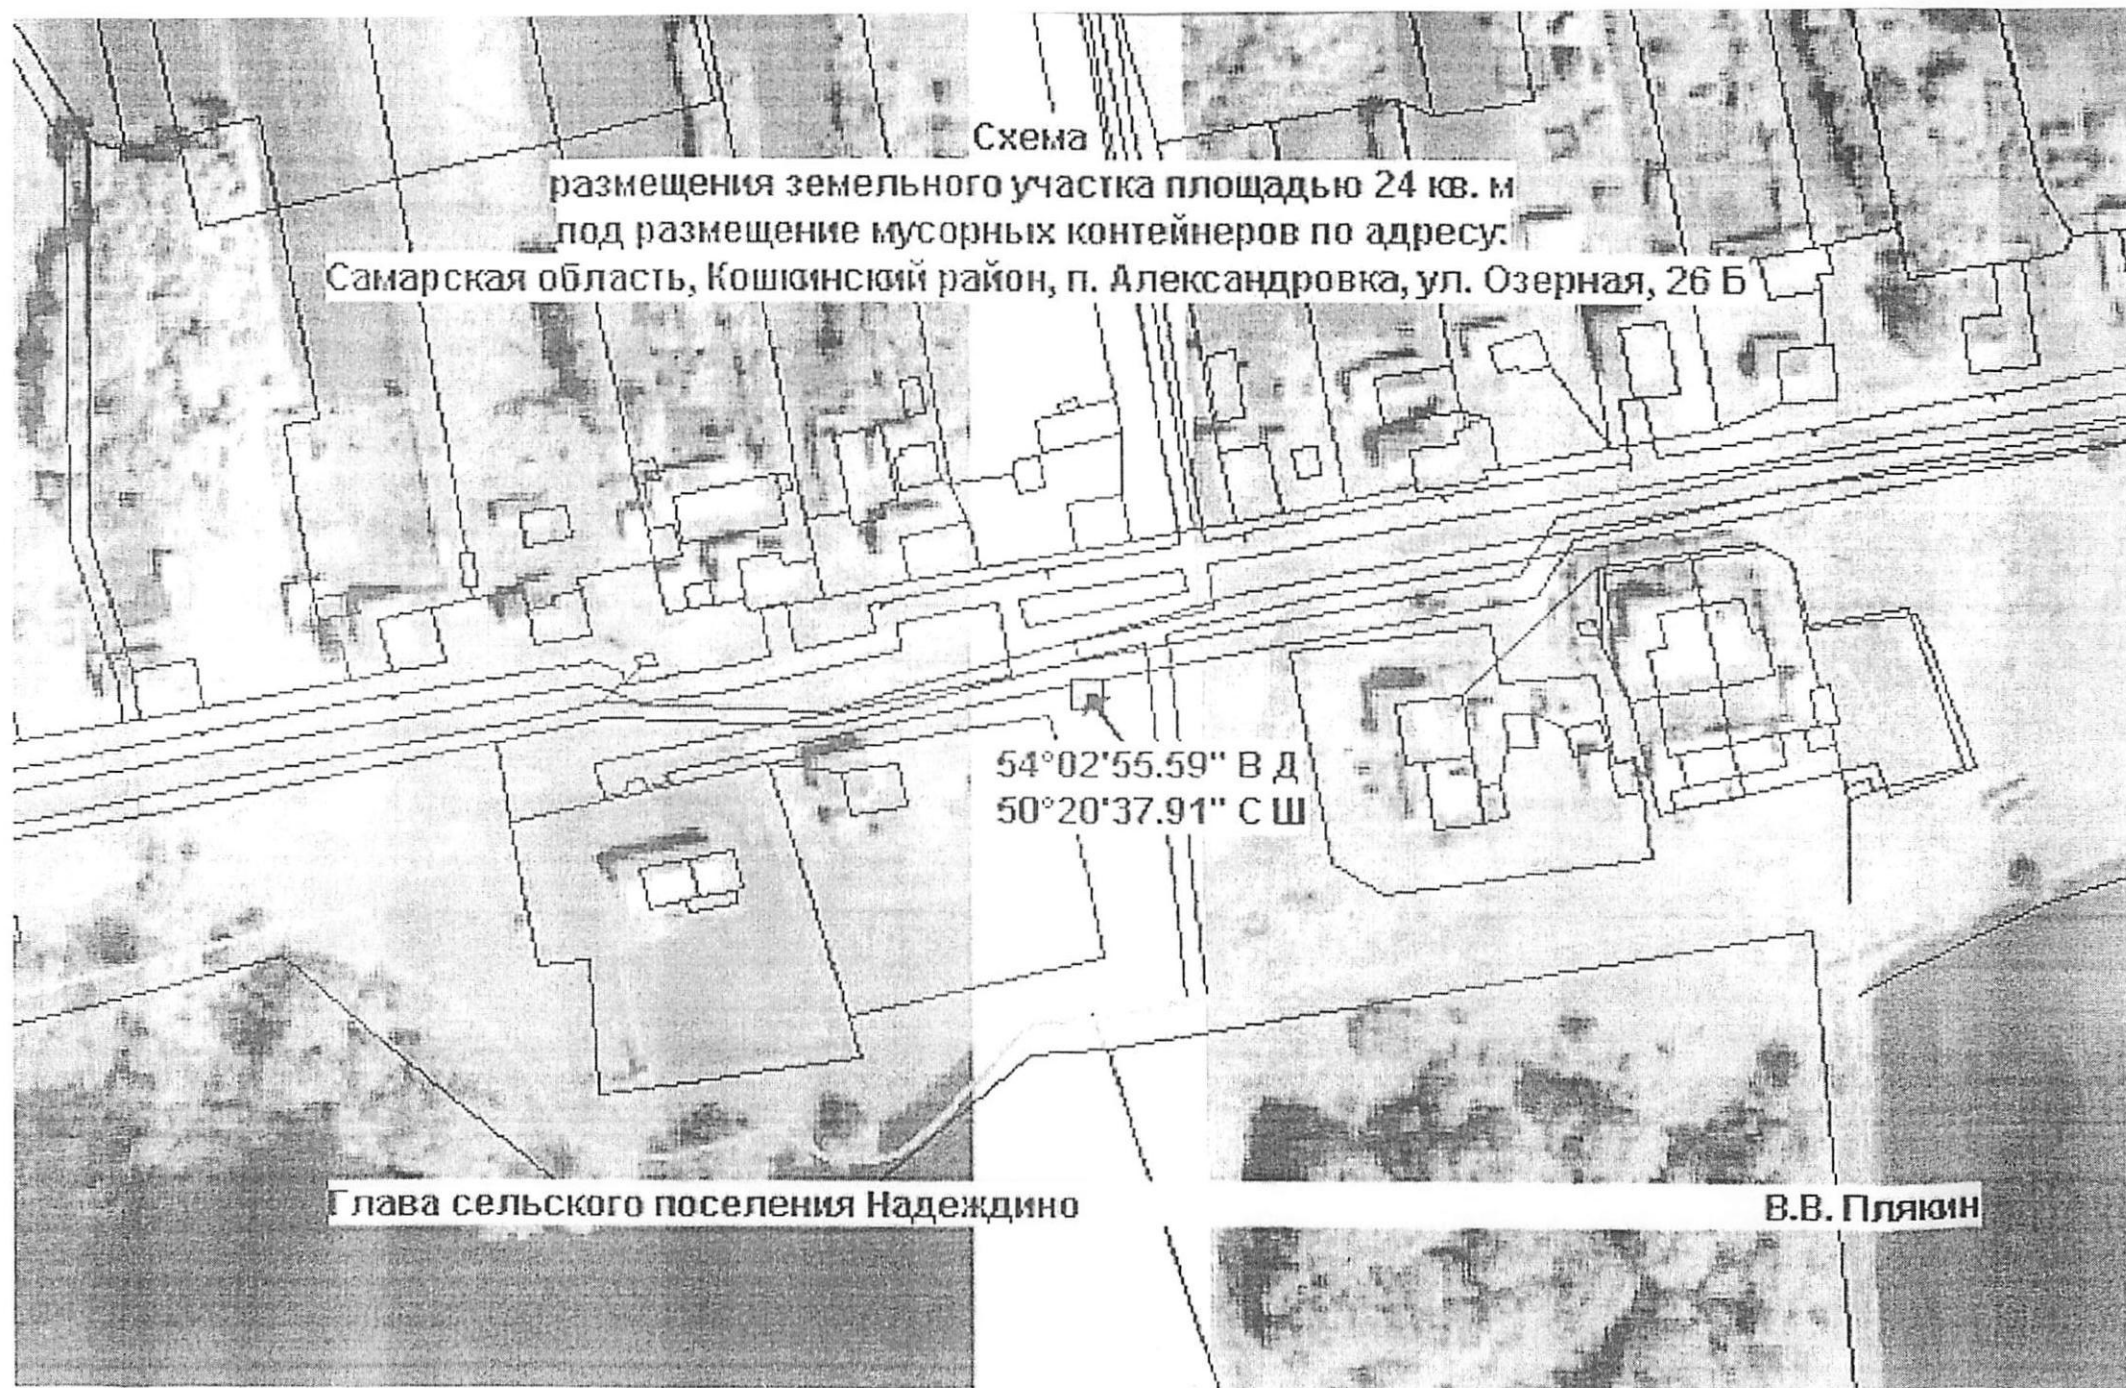 Схема
размещения земельного участка площадью 24 кв. м
под размещение мусорных контейнеров по адресу:
Самарская область, Кошкинский район, п. Александровка, ул. Озерная, 26 Б
54°02'55.59" В Д
50°20'37.91" С Ш
Глава сельского поселения Надеждино В.В. Плякин